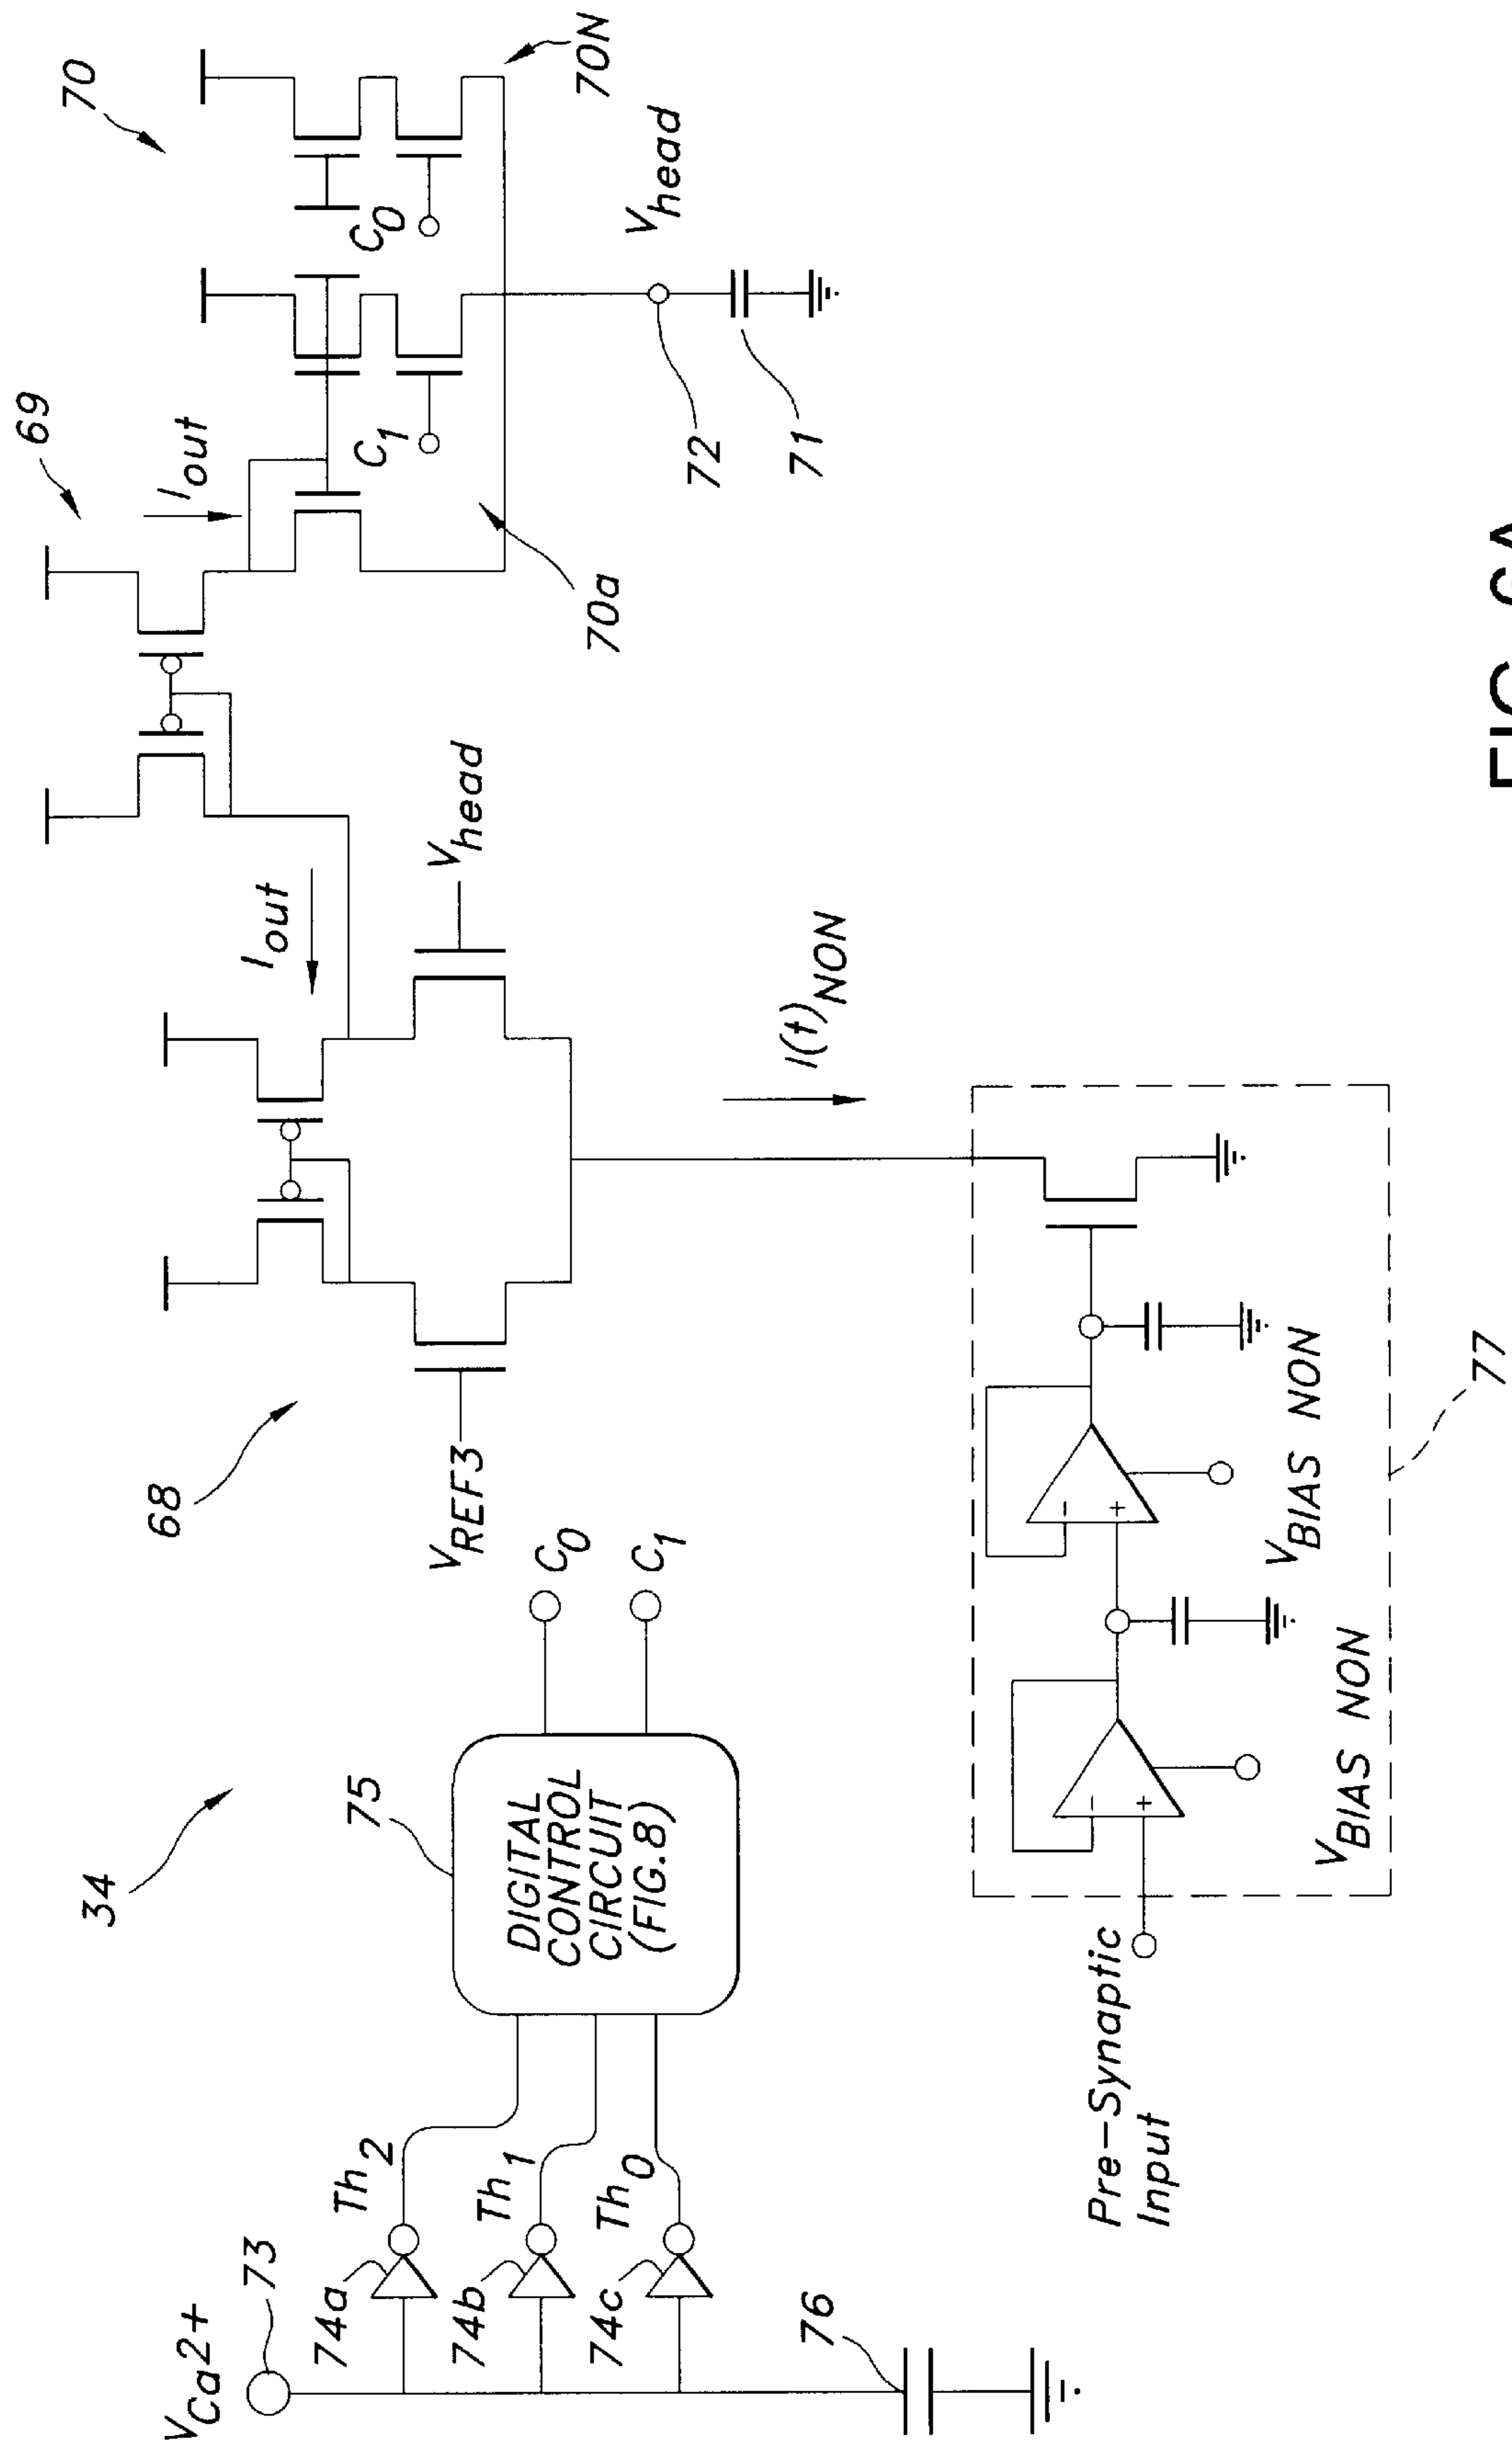 70
69
I_out
C_0
70N
C_1
V_head
72
71
70a
I_out
V_head
68
V_REF3
I(t)_NON
34
75
DIGITAL
CONTROL
CIRCUIT
(FIG.8)
C_0
C_1
V_Ca2+
73
74a
Th_2
74b
Th_1
74c
Th_0
76
Pre-Synaptic
Input
-
+
-
+
V_BIAS NON
V_BIAS NON
77
FIG.